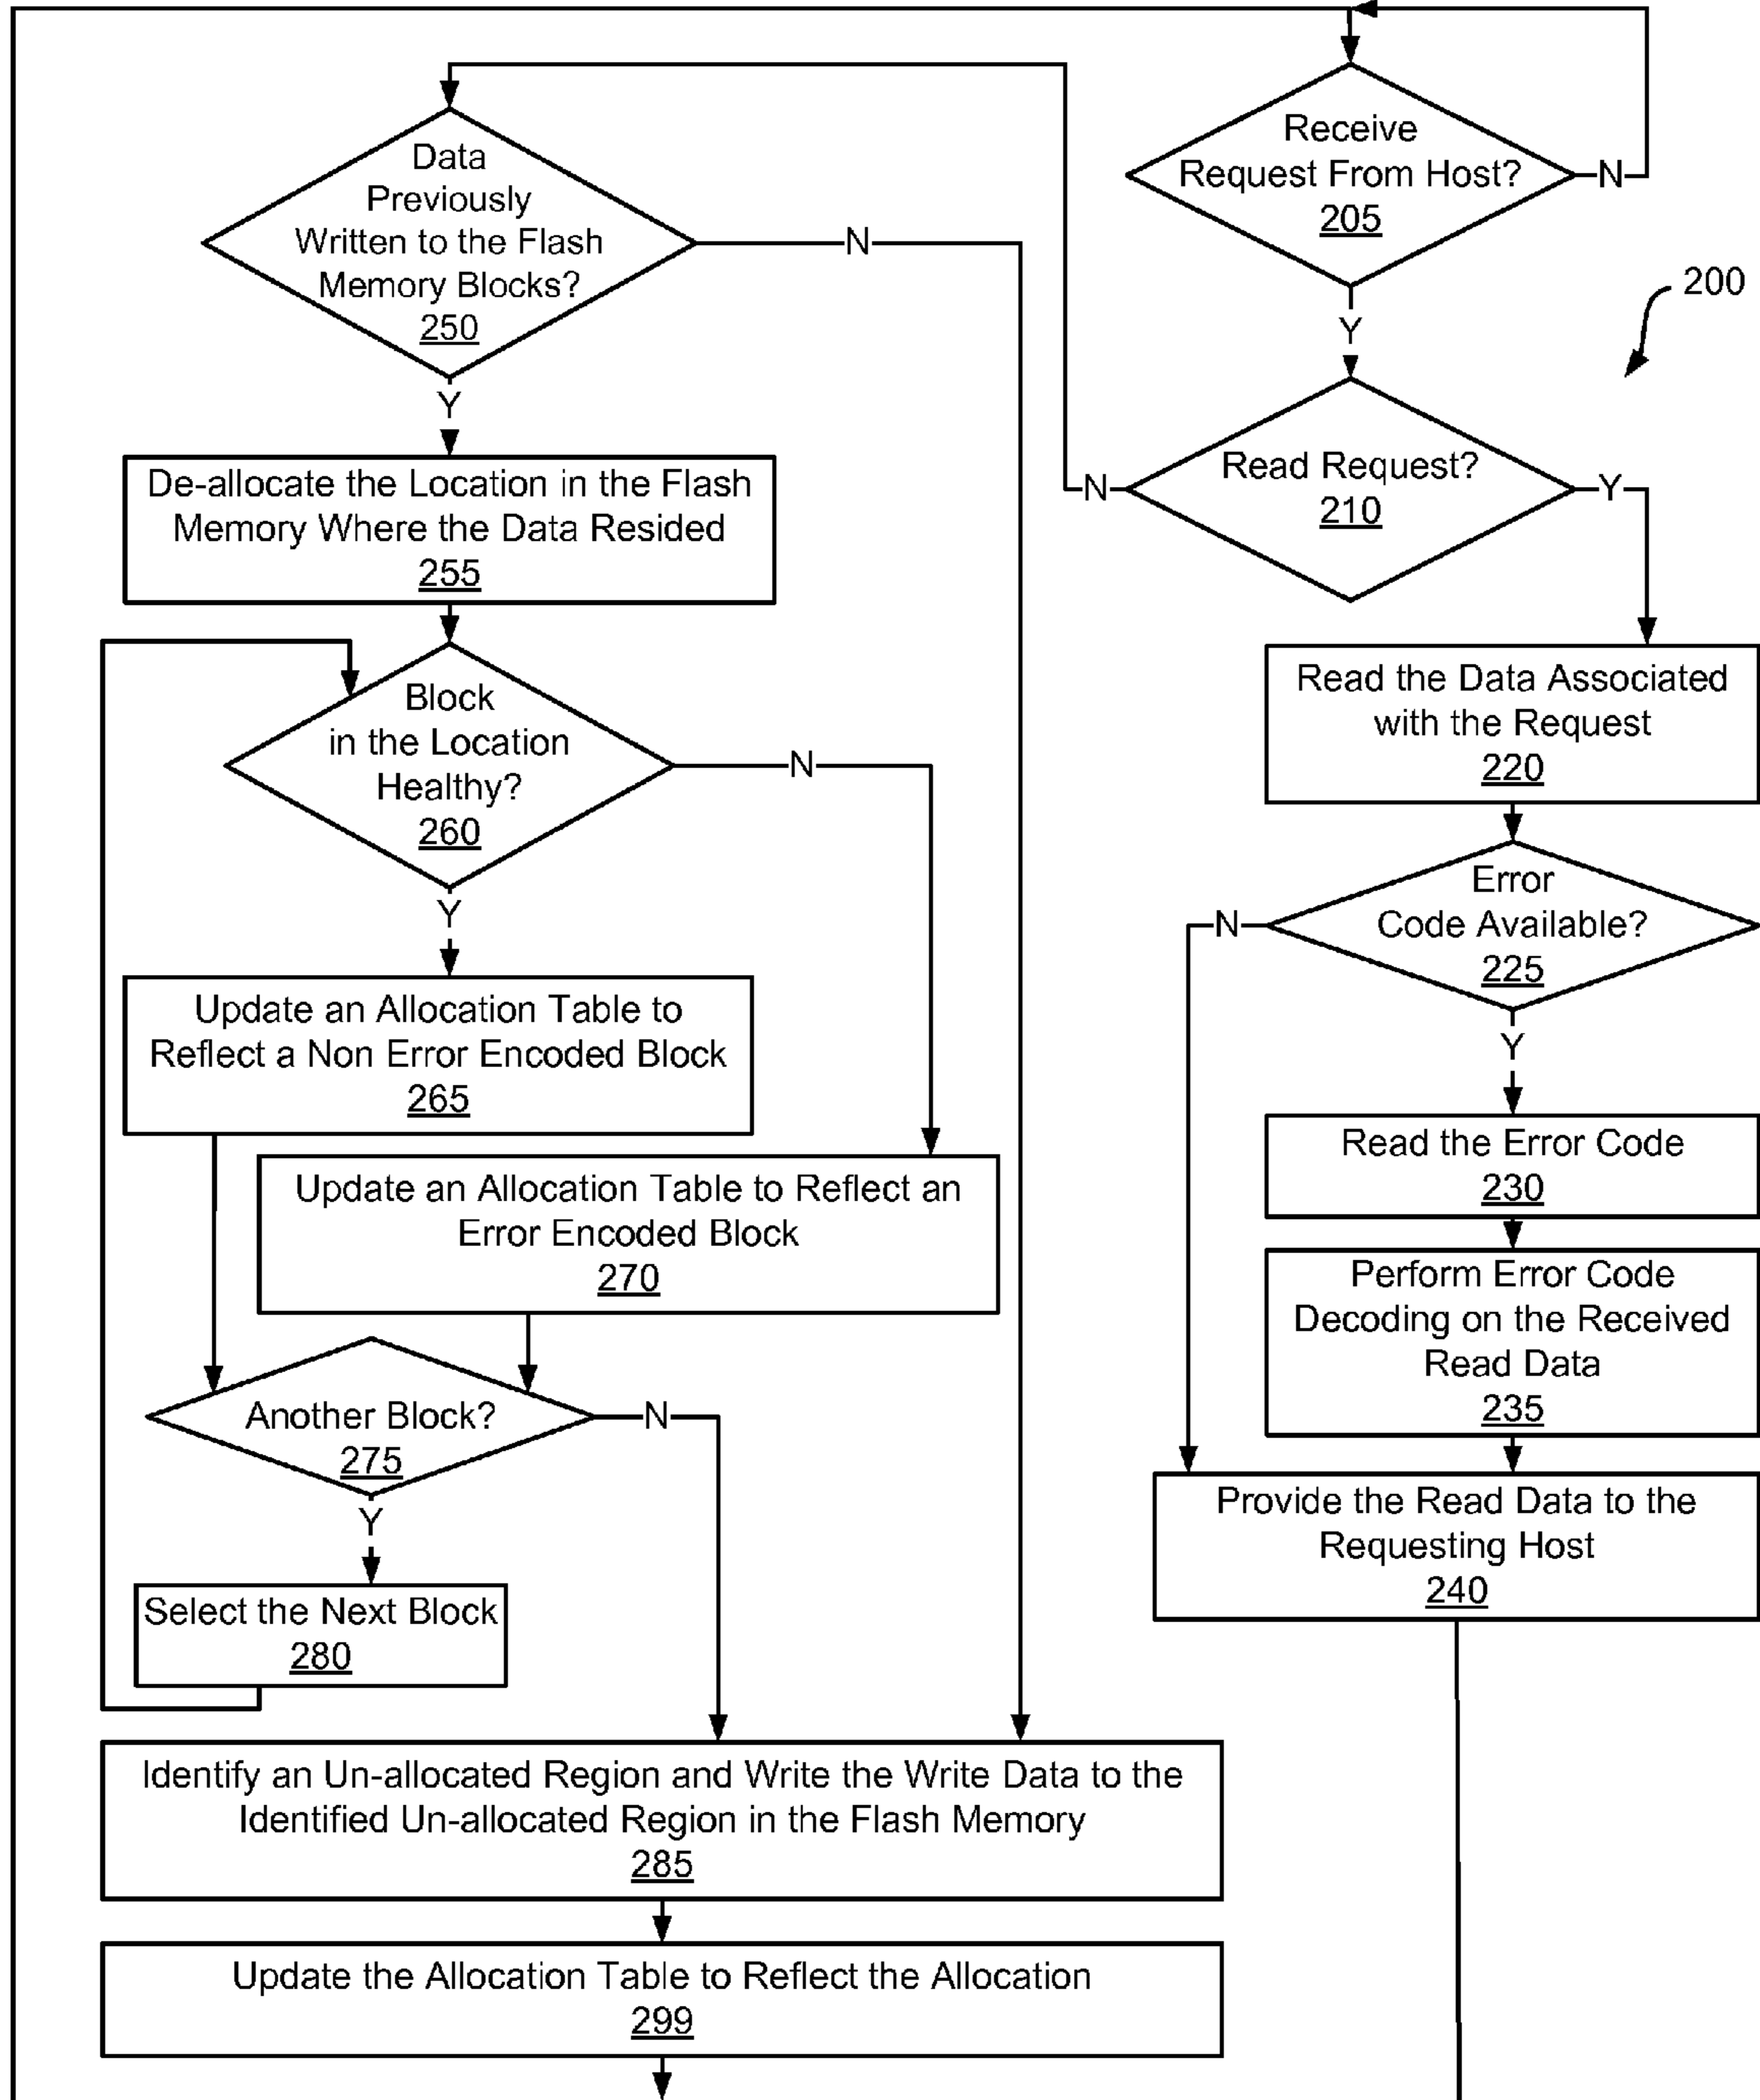 Receive
Request From Host?
205
N
Y
200
Data
Previously
Written to the Flash
Memory Blocks?
250
N
Y
Read Request?
210
N
Y
De-allocate the Location in the Flash
Memory Where the Data Resided
255
Block
in the Location
Healthy?
260
N
Y
Read the Data Associated
with the Request
220
Error
Code Available?
225
N
Y
Update an Allocation Table to
Reflect a Non Error Encoded Block
265
Update an Allocation Table to Reflect an
Error Encoded Block
270
Read the Error Code
230
Perform Error Code
Decoding on the Received
Read Data
235
Another Block?
275
N
Y
Provide the Read Data to the
Requesting Host
240
Select the Next Block
280
Identify an Un-allocated Region and Write the Write Data to the
Identified Un-allocated Region in the Flash Memory
285
Update the Allocation Table to Reflect the Allocation
299